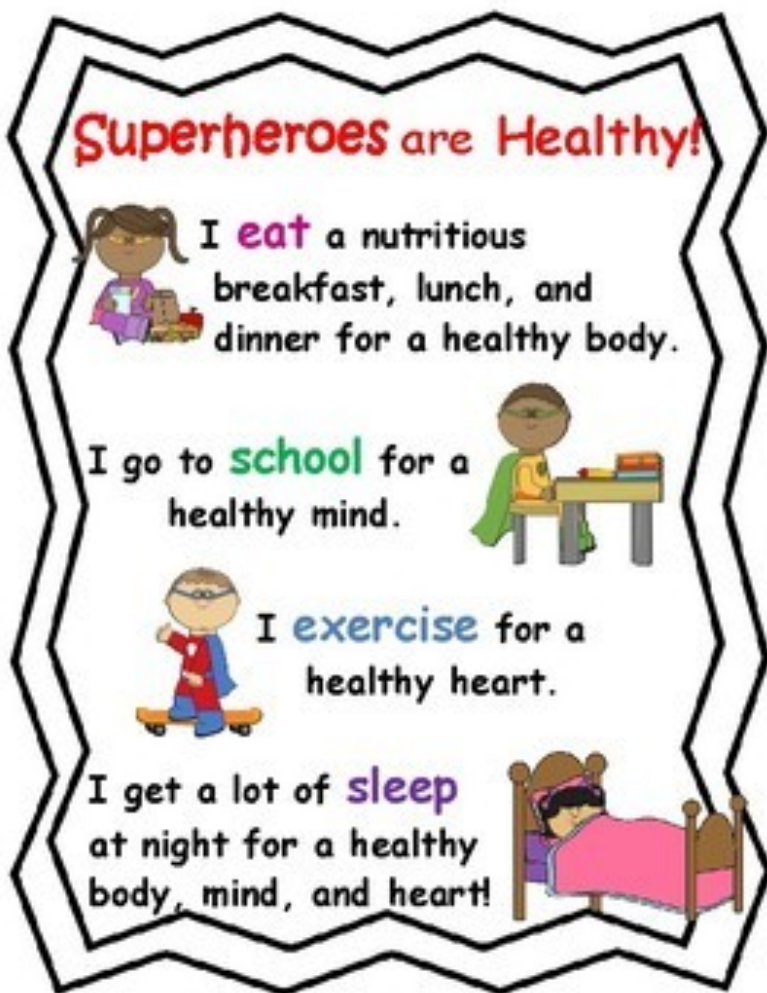 Superheroes are Healthy!
I eat a nutritious
breakfast, lunch, and
dinner for a healthy body.
I go to school for a
healthy mind.
I exercise for a
healthy heart.
I get a lot of sleep
at night for a healthy
body, mind, and heart!